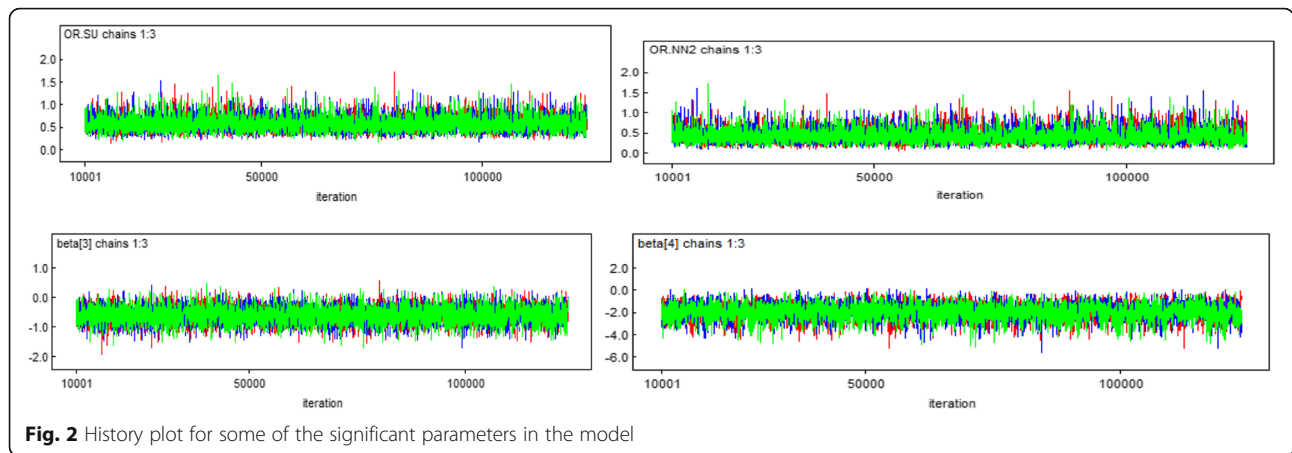 OR.SU chains 1:3
2.0
1.5
1.0
0.5
0.0
10001 50000 100000
iteration
OR.NN2 chains 1:3
2.0
1.5
1.0
0.5
0.0
10001 50000 100000
iteration
beta[3] chains 1:3
1.0
0.0
-1.0
-2.0
10001 50000 100000
iteration
beta[4] chains 1:3
2.0
0.0
-2.0
-4.0
-6.0
10001 50000 100000
iteration
Fig. 2 History plot for some of the significant parameters in the model